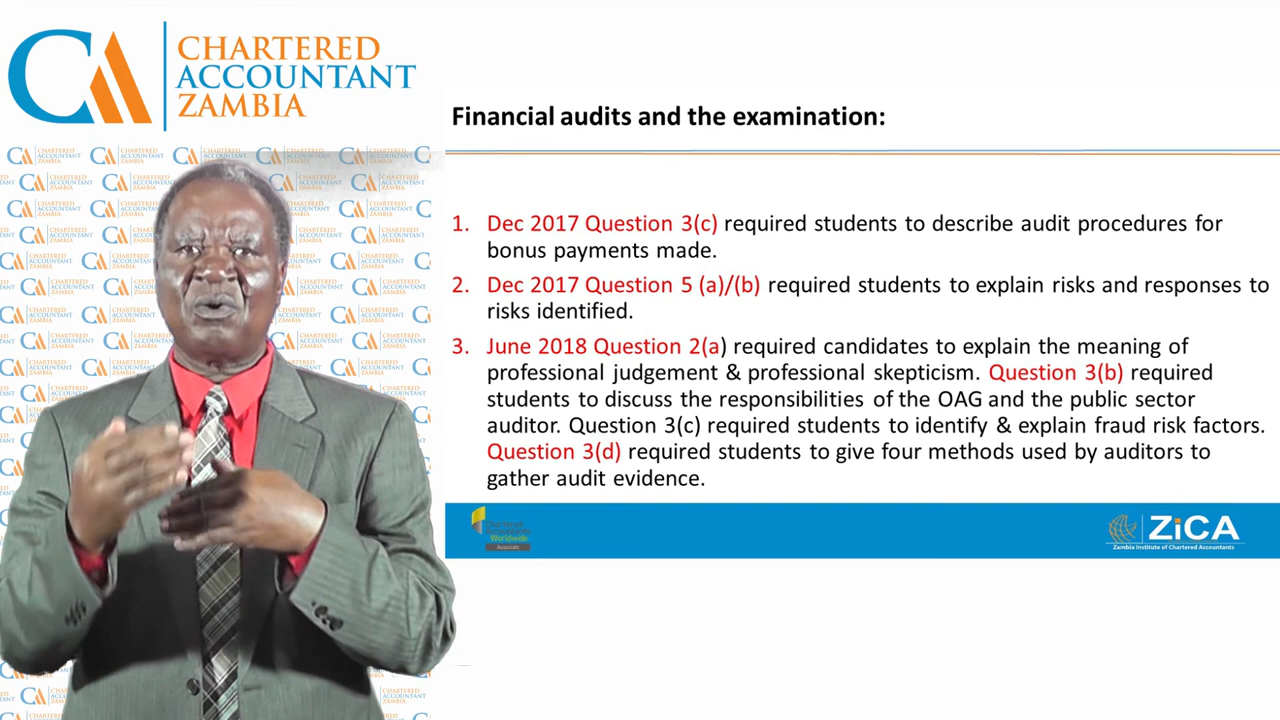 CA CHARTERED
ACCOUNTANT
ZAMBIA
Financial audits and the examination:
1. Dec 2017 Question 3(c) required students to describe audit procedures for
bonus payments made.
2. Dec 2017 Question 5 (a)/(b) required students to explain risks and responses to
risks identified.
3. June 2018 Question 2(a) required candidates to explain the meaning of
professional judgement & professional skepticism. Question 3(b) required
students to discuss the responsibilities of the OAG and the public sector
auditor. Question 3(c) required students to identify & explain fraud risk factors.
Question 3(d) required students to give four methods used by auditors to
gather audit evidence.
Chartered
Accountants
Worldwide
Associate
ZiCA
Zambia Institute of Chartered Accountants